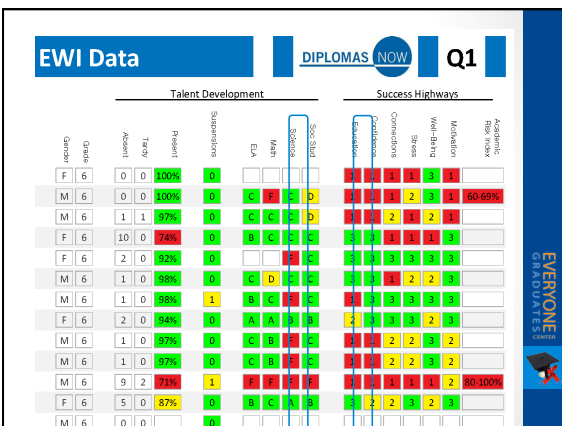 EWI Data
DIPLOMAS NOW
Q1
Talent Development Success Highways
Gender Grade Absent Tardy Present Suspensions ELA Math Science Soc Stud Education Confidence Connections Stress Well-Being Motivation Academic Risk Index
F 6 0 0 100% 0 1 1 1 1 3 1
M 6 0 0 100% 0 C F C D 1 1 1 2 3 1 60-69%
M 6 1 1 97% 0 C C C D 1 1 2 1 2 1
F 6 10 0 74% 0 B C C C 3 3 1 1 1 3
F 6 2 0 92% 0 F C 3 3 3 3 3 3
M 6 1 0 98% 0 C D C C 3 3 1 2 2 3
M 6 1 0 98% 1 B C F C 1 3 3 3 3 3
F 6 2 0 94% 0 A A B B 2 3 3 3 2 3
M 6 1 0 97% 0 C B F C 1 1 2 2 3 2
M 6 1 0 97% 0 C B F C 1 1 2 2 3 2
M 6 9 2 71% 1 F F F F 1 1 1 1 1 2 80-100%
F 6 5 0 87% 0 B C A B 3 2 2 3 2 3
M 6 0 0 0
EVERYONE
GRADUATES
CENTER